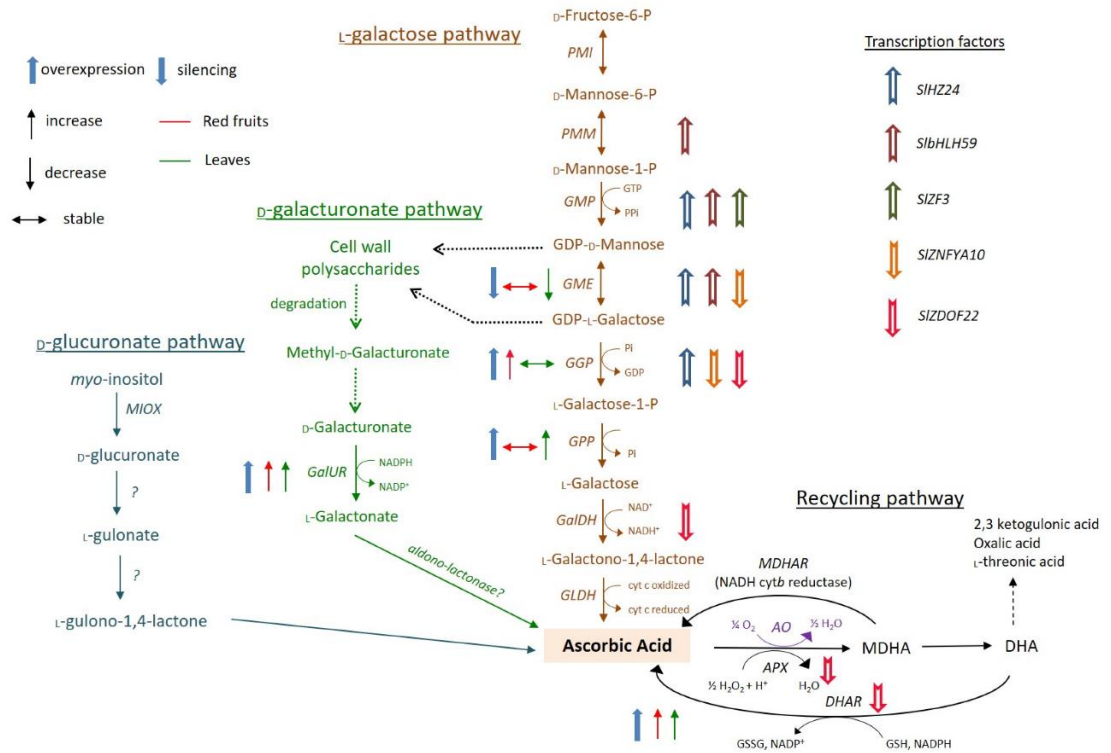 L-galactose pathway
D-Fructose-6-P
PMI
D-Mannose-6-P
PMM
D-Mannose-1-P
GMP
GTP
PPi
GDP-D-Mannose
GME
GDP-L-Galactose
GGP
Pi
GDP
L-Galactose-1-P
GPP
Pi
L-Galactose
GalDH
NAD⁺
NADH⁺
L-Galactono-1,4-lactone
GLDH
cyt c oxidized
cyt c reduced
Ascorbic Acid
overexpression
silencing
increase
Red fruits
decrease
Leaves
stable
D-galacturonate pathway
Cell wall
polysaccharides
degradation
Methyl-D-Galacturonate
D-Galacturonate
GalUR
NADPH
NADP⁺
L-Galactonate
aldono-lactonase?
D-glucuronate pathway
myo-inositol
MIOX
D-glucuronate
?
L-gulonate
?
L-gulono-1,4-lactone
Transcription factors
SlHZ24
SlbHLH59
SlZF3
SlZNFYA10
SlZDOF22
Recycling pathway
2,3 ketogulonic acid
Oxalic acid
L-threonic acid
MDHAR
(NADH cytb reductase)
¼ O₂
AO
½ H₂O
MDHA
DHA
APX
½ H₂O₂ + H⁺
H₂O
DHAR
GSSG, NADP⁺
GSH, NADPH